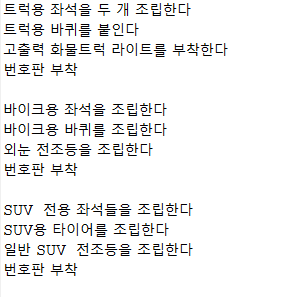 트럭용 좌석을 두 개 조립한다
트럭용 바퀴를 붙인다
고출력 화물트럭 라이트를 부착한다
번호판 부착
바이크용 좌석을 조립한다
바이크용 바퀴를 조립한다
외눈 전조등을 조립한다
번호판 부착
SUV 전용 좌석들을 조립한다
SUV용 타이어를 조립한다
일반 SUV 전조등을 조립한다
번호판 부착